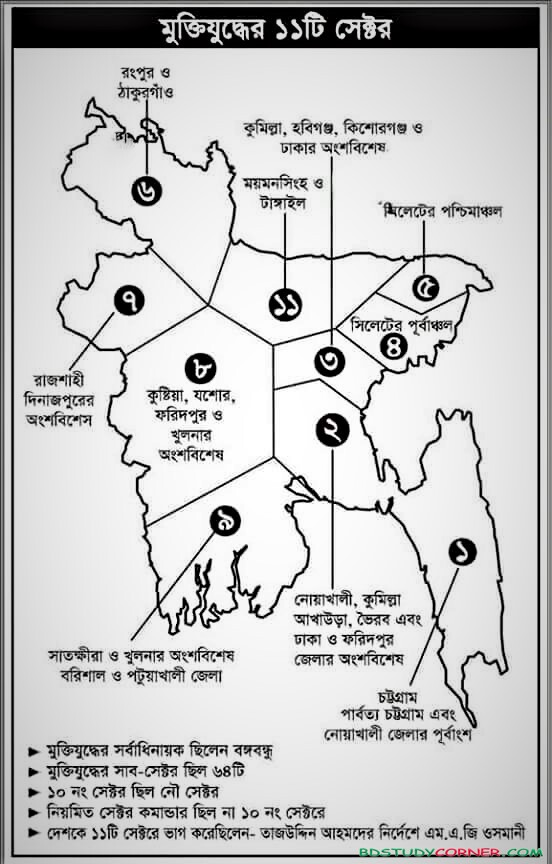 মুক্তিযুদ্ধের ১১টি সেক্টর
রংপুর ও
ঠাকুরগাঁও
কুমিল্লা, হবিগঞ্জ, কিশোরগঞ্জ ও
ঢাকার অংশবিশেষ
ময়মনসিংহ ও
টাঙ্গাইল
সিলেটের পশ্চিমাঞ্চল
৬
৫
৭
১১
সিলেটের পূর্বাঞ্চল
৪
৩
রাজশাহী
দিনাজপুরের
অংশবিশেস
৮
কুষ্টিয়া, যশোর,
ফরিদপুর ও
খুলনার
অংশবিশেষ
২
৯
১
নোয়াখালী, কুমিল্লা
আখাউড়া, ভৈরব এবং
ঢাকা ও ফরিদপুর
জেলার অংশবিশেষ
সাতক্ষীরা ও খুলনার অংশবিশেষ
বরিশাল ও পটুয়াখালী জেলা
চট্টগ্রাম
পার্বত্য চট্টগ্রাম এবং
নোয়াখালী জেলার পূর্বাংশ
► মুক্তিযুদ্ধের সর্বাধিনায়ক ছিলেন বঙ্গবন্ধু
► মুক্তিযুদ্ধের সাব-সেক্টর ছিল ৬৪টি
► ১০ নং সেক্টর ছিল নৌ সেক্টর
► নিয়মিত সেক্টর কমান্ডার ছিল না ১০ নং সেক্টরে
► দেশকে ১১টি সেক্টরে ভাগ করেছিলেন- তাজউদ্দিন আহমদের নির্দেশে এম.এ.জি ওসমানী
BDSTUDYCORNER.COM